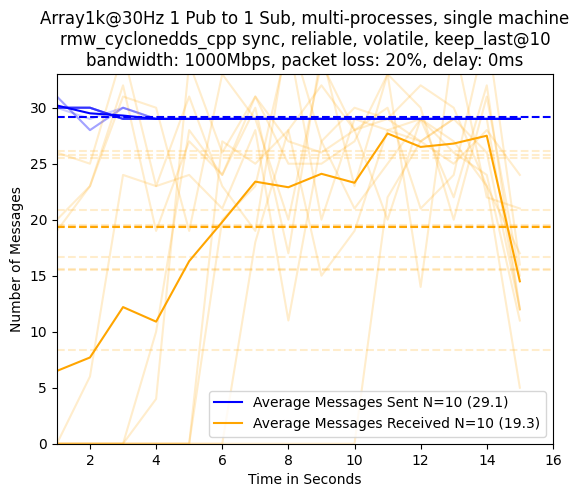 Array1k@30Hz 1 Pub to 1 Sub, multi-processes, single machine
rmw_cyclonedds_cpp sync, reliable, volatile, keep_last@10
bandwidth: 1000Mbps, packet loss: 20%, delay: 0ms
Number of Messages
30
25
20
15
10
5
0
Average Messages Sent N=10 (29.1)
Average Messages Received N=10 (19.3)
2 4 6 8 10 12 14 16
Time in Seconds